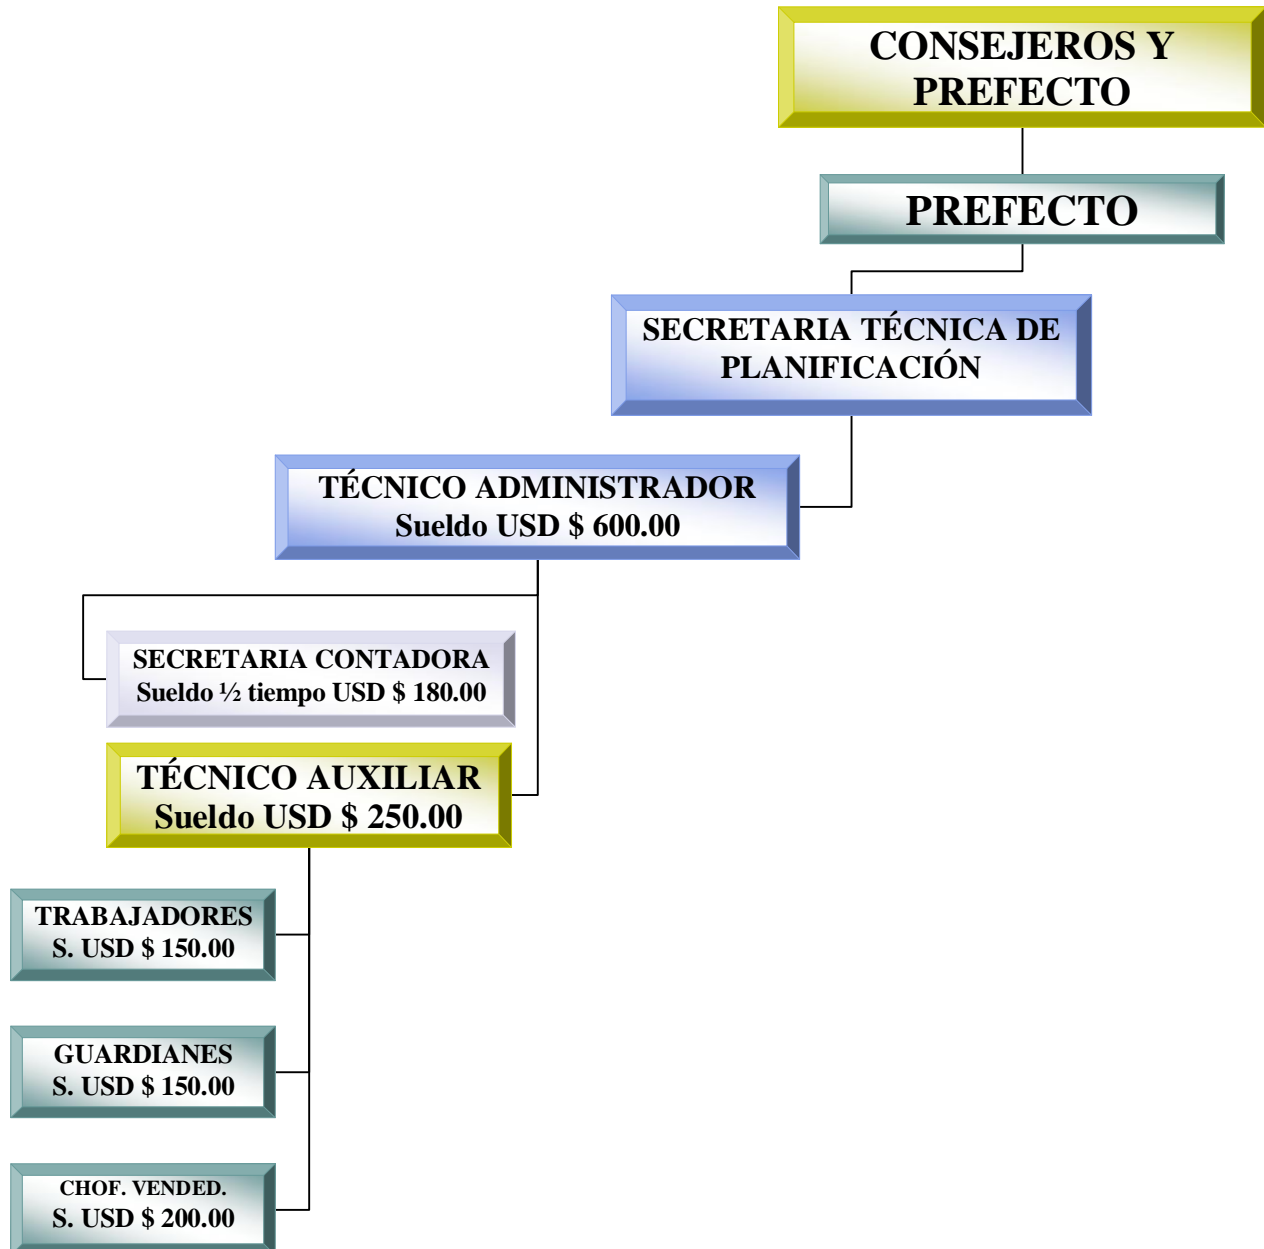 CONSEJEROS Y
PREFECTO
PREFECTO
SECRETARIA TÉCNICA DE
PLANIFICACIÓN
TÉCNICO ADMINISTRADOR
Sueldo USD $ 600.00
SECRETARIA CONTADORA
Sueldo ½ tiempo USD $ 180.00
TÉCNICO AUXILIAR
Sueldo USD $ 250.00
TRABAJADORES
S. USD $ 150.00
GUARDIANES
S. USD $ 150.00
CHOF. VENDED.
S. USD $ 200.00